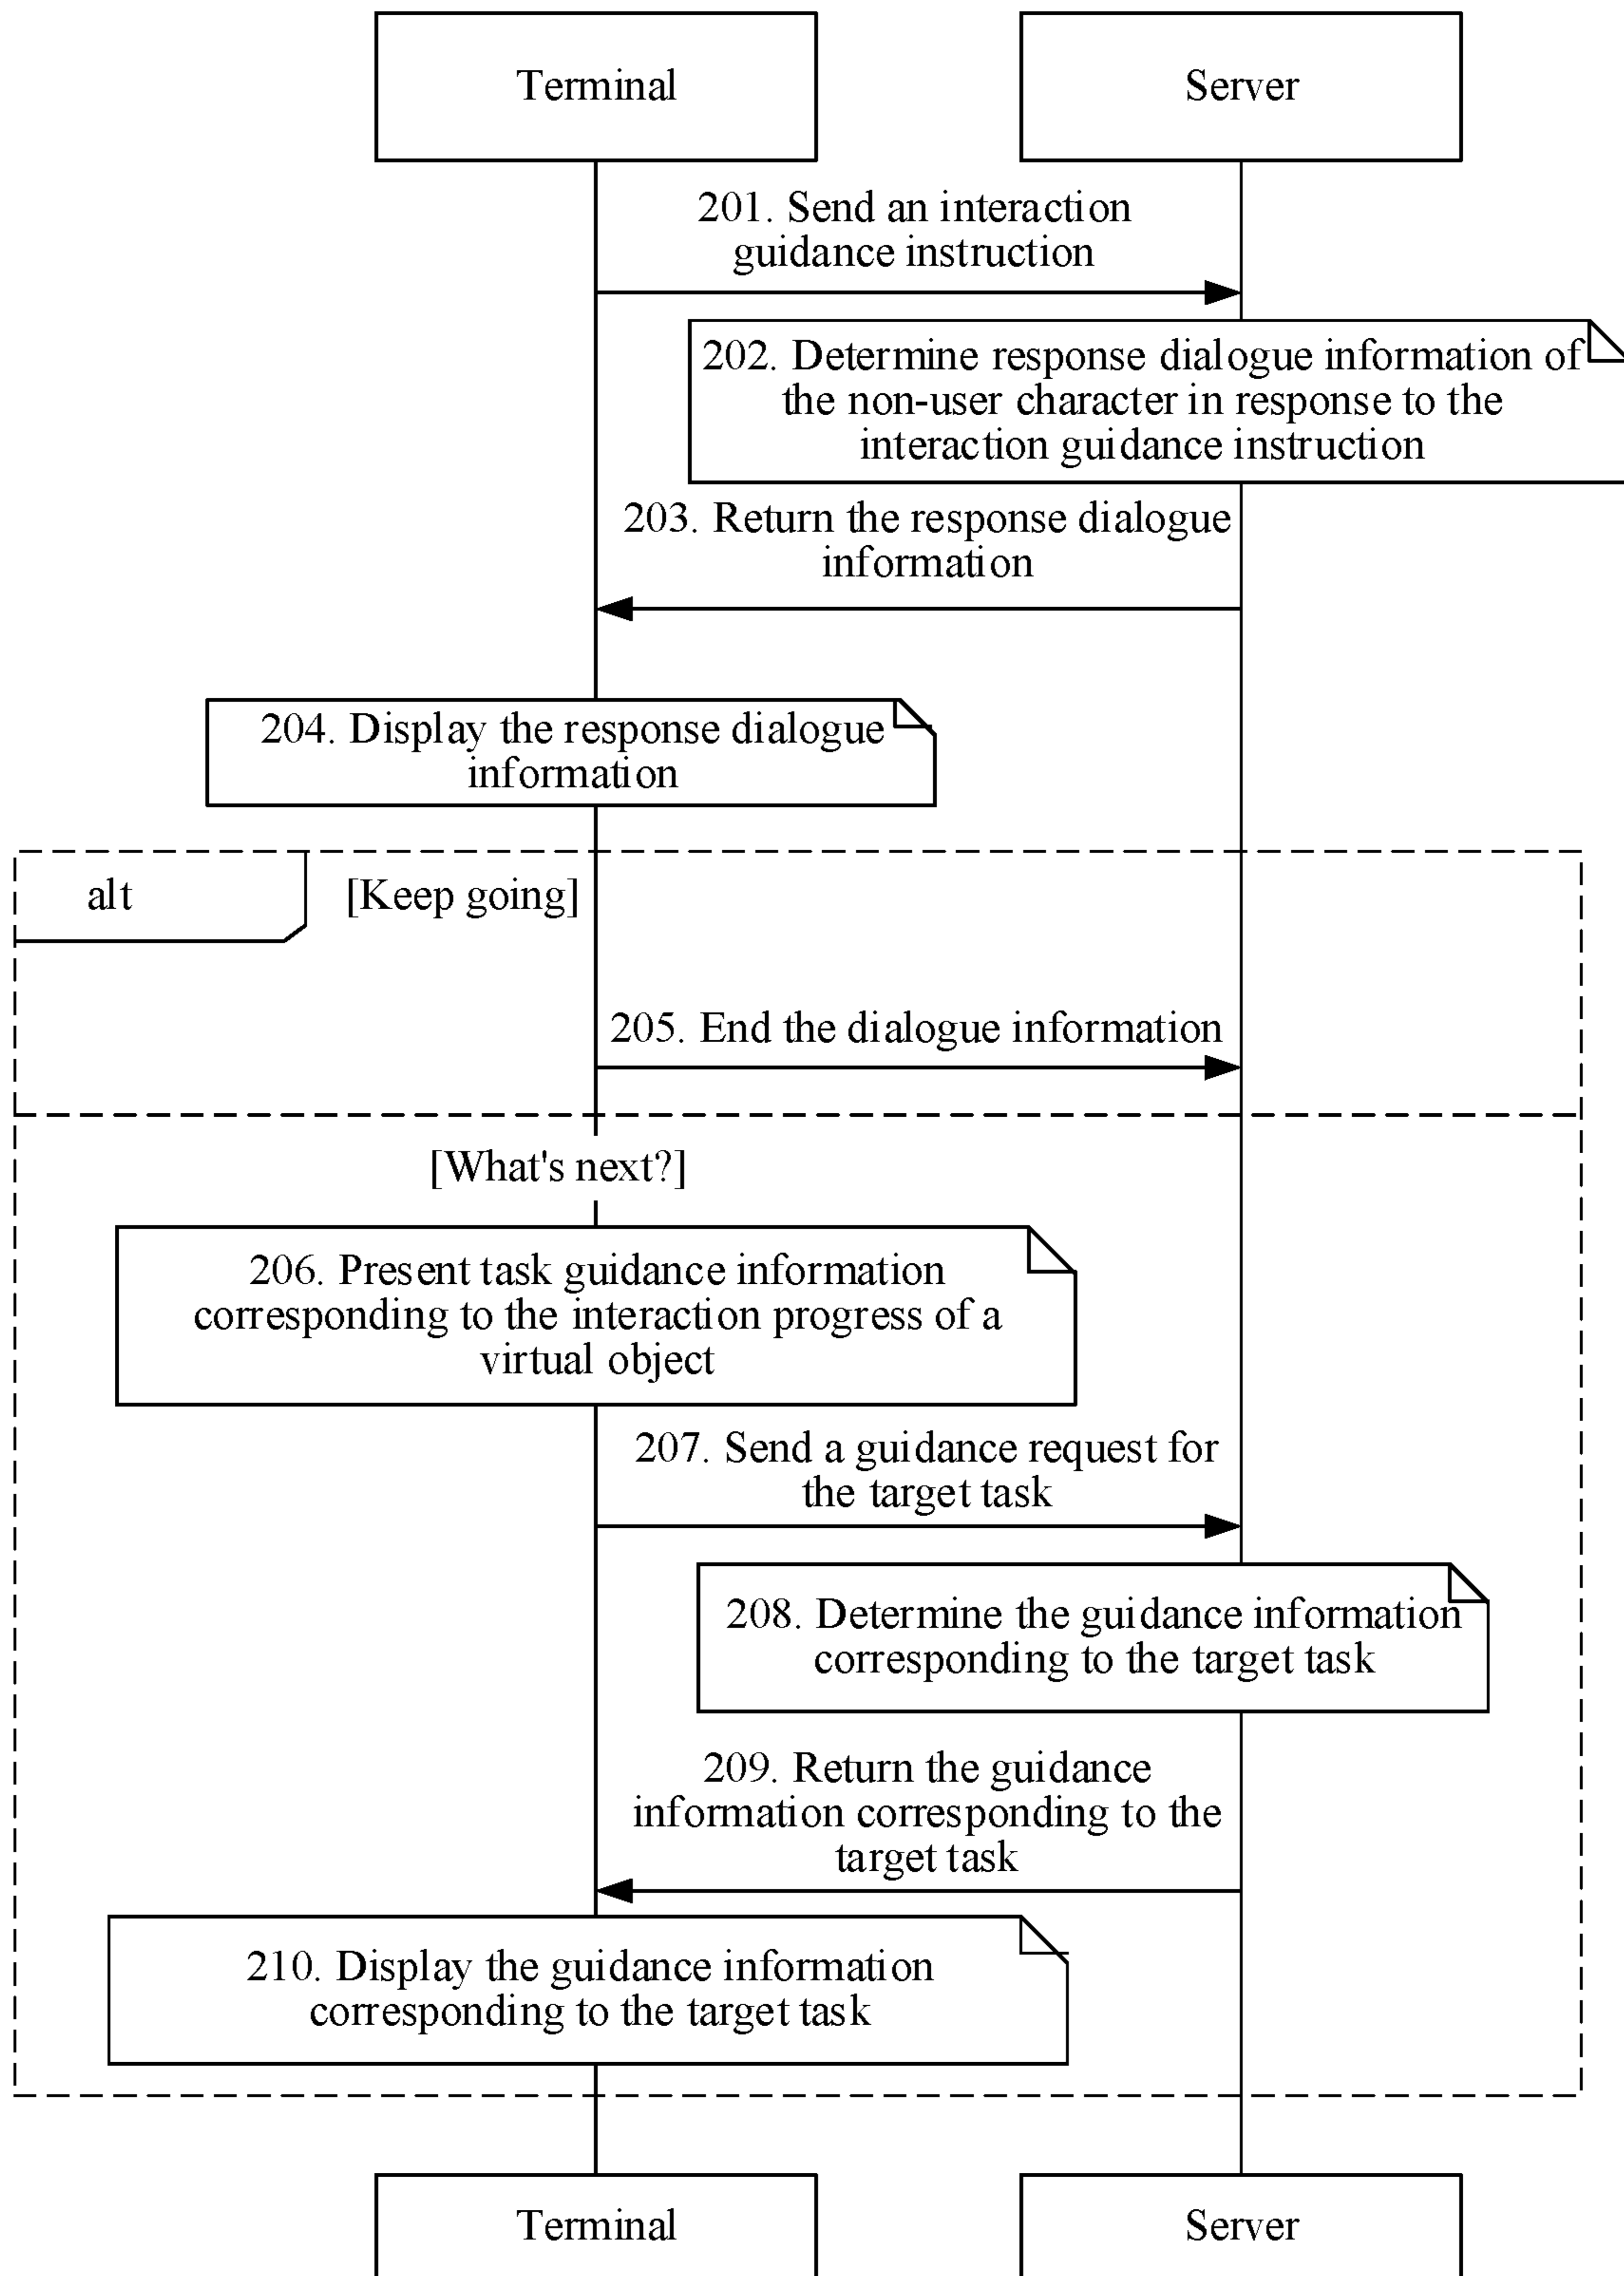 Terminal
Server
201. Send an interaction
guidance instruction
202. Determine response dialogue information of
the non-user character in response to the
interaction guidance instruction
203. Return the response dialogue
information
204. Display the response dialogue
information
alt
[Keep going]
205. End the dialogue information
[What's next?]
206. Present task guidance information
corresponding to the interaction progress of a
virtual object
207. Send a guidance request for
the target task
208. Determine the guidance information
corresponding to the target task
209. Return the guidance
information corresponding to the
target task
210. Display the guidance information
corresponding to the target task
Terminal
Server